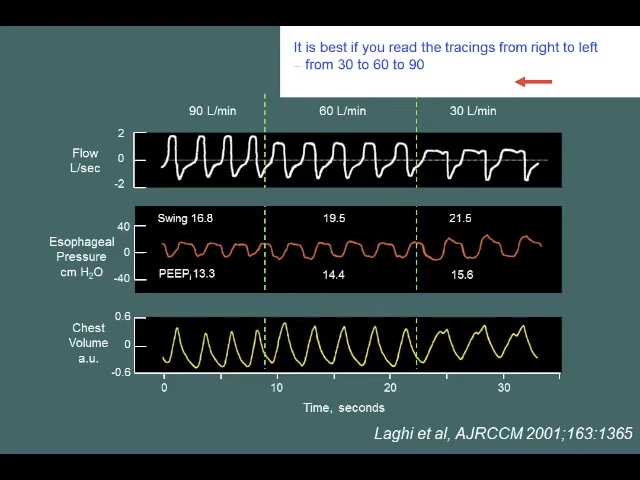 It is best if you read the tracings from right to left
– from 30 to 60 to 90
90 L/min 60 L/min 30 L/min
Flow
L/sec
2
0
-2
Swing 16.8 19.5 21.5
Esophageal
Pressure
cm H2O
40
0
-40
PEEPi 13.3 14.4 15.6
Chest
Volume
a.u.
0.6
0
-0.6
0 10 20 30
Time, seconds
Laghi et al, AJRCCM 2001;163:1365